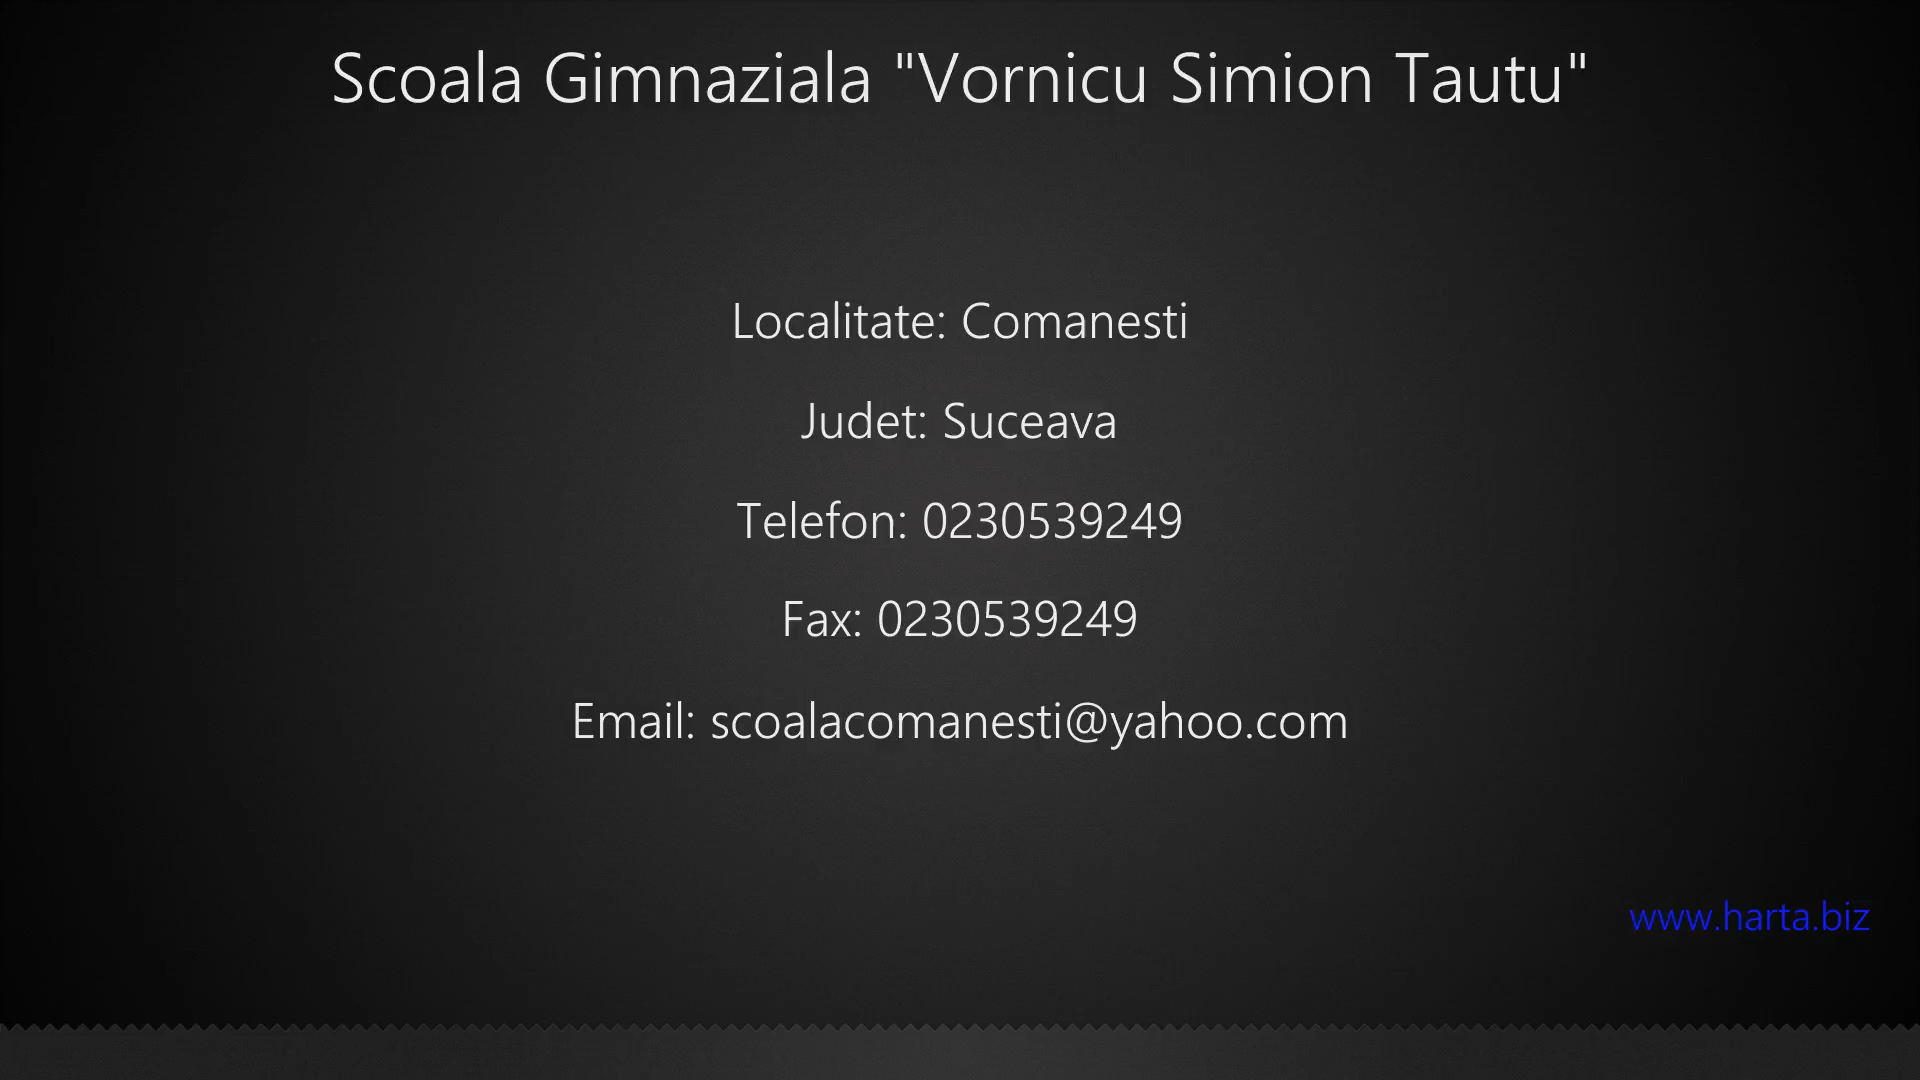 Scoala Gimnaziala "Vornicu Simion Tautu"
Localitate: Comanesti
Judet: Suceava
Telefon: 0230539249
Fax: 0230539249
Email: scoalacomanesti@yahoo.com
www.harta.biz